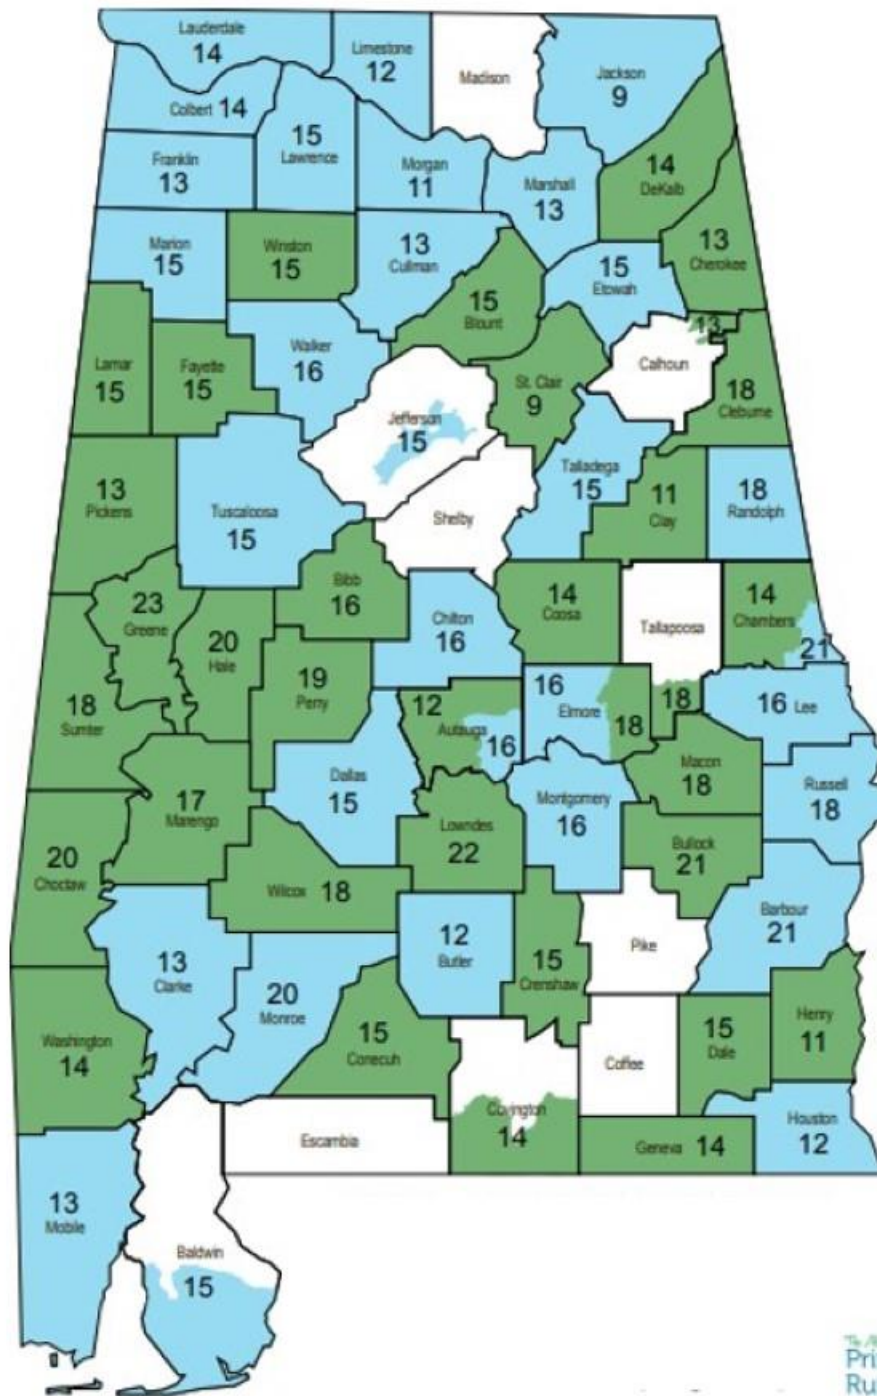 Lauderdale
14
Limestone
12
Madison
Jackson
9
Colbert 14
15
Lawrence
Franklin
13
Morgan
11
Marshall
13
14
DeKalb
13
Cherokee
Marion
15
Winston
15
13
Cullman
15
Etowah
15
Blount
13
Calhoun
Walker
16
Lamar
15
Fayette
15
St. Clair
9
18
Cleburne
Jefferson
15
Talladega
15
11
Clay
18
Randolph
13
Pickens
Tuscaloosa
15
Shelby
Bibb
16
23
Greene
20
Hale
Chilton
16
14
Coosa
Tallapoosa
14
Chambers
21
19
Perry
18
Sumter
12
Autauga
16
16
Elmore
18
18
16 Lee
Macon
18
Russell
18
Dallas
15
Montgomery
16
17
Marengo
Lowndes
22
Bullock
21
20
Choctaw
Wilcox 18
Barbour
21
12
Butler
Pike
13
Clarke
20
Monroe
15
Crenshaw
Washington
14
15
Conecuh
Coffee
15
Dale
Henry
11
Covington
14
Houston
12
Escambia
Geneva 14
13
Mobile
Baldwin
15
Pri
Ru